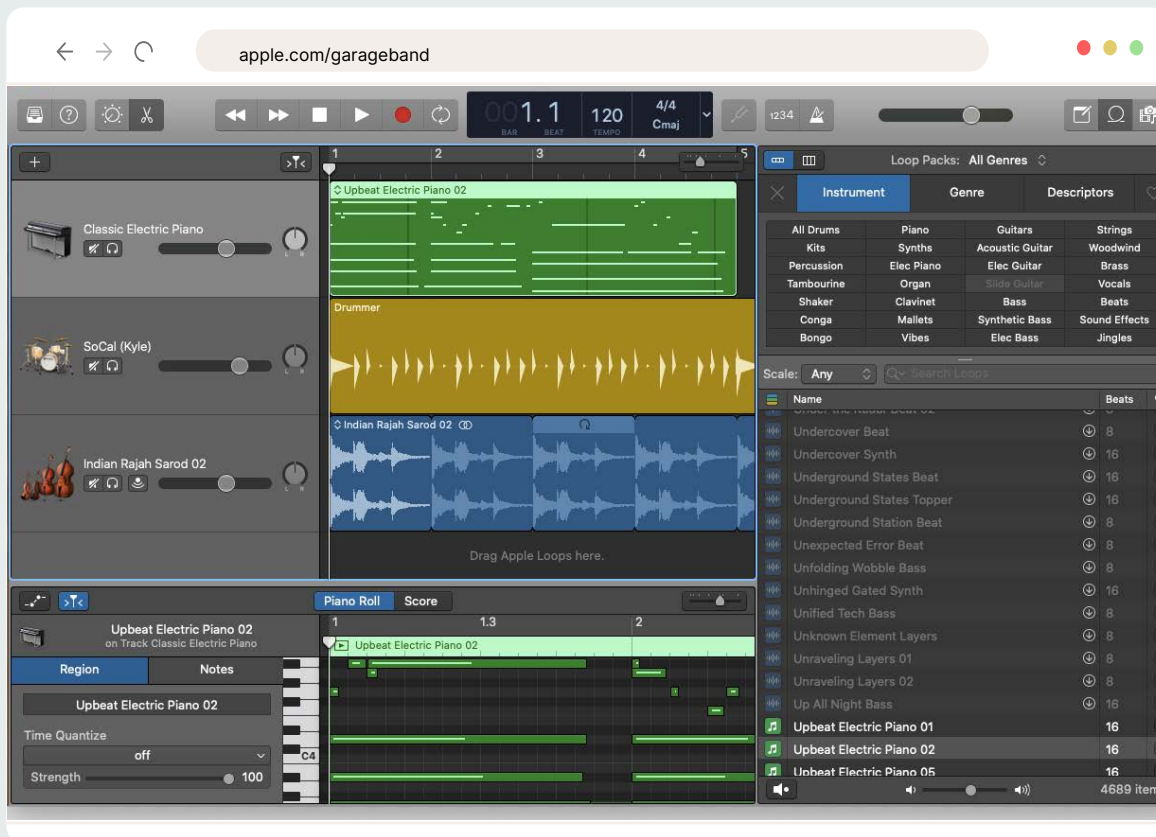 apple.com/garageband
001.1
BAR BEAT
120
TEMPO
4/4
Cmaj
1234
1 2 3 4 5
Upbeat Electric Piano 02
Classic Electric Piano
L R
Drummer
SoCal (Kyle)
L R
Indian Rajah Sarod 02
Indian Rajah Sarod 02
L R
Drag Apple Loops here.
Piano Roll Score
Upbeat Electric Piano 02
on Track Classic Electric Piano
1 1.3 2
Upbeat Electric Piano 02
Region Notes
Upbeat Electric Piano 02
Time Quantize
off
Strength 100
C4
Loop Packs: All Genres
Instrument Genre Descriptors
All Drums Piano Guitars Strings
Kits Synths Acoustic Guitar Woodwind
Percussion Elec Piano Elec Guitar Brass
Tambourine Organ Slide Guitar Vocals
Shaker Clavinet Bass Beats
Conga Mallets Synthetic Bass Sound Effects
Bongo Vibes Elec Bass Jingles
Scale: Any Search Loops
Name Beats
Under the Radar Beat 02 8
Undercover Beat 8
Undercover Synth 16
Underground States Beat 16
Underground States Topper 16
Underground Station Beat 8
Unexpected Error Beat 8
Unfolding Wobble Bass 8
Unhinged Gated Synth 16
Unified Tech Bass 8
Unknown Element Layers 8
Unraveling Layers 01 8
Unraveling Layers 02 8
Up All Night Bass 16
Upbeat Electric Piano 01 16
Upbeat Electric Piano 02 16
Upbeat Electric Piano 05 16
4689 item